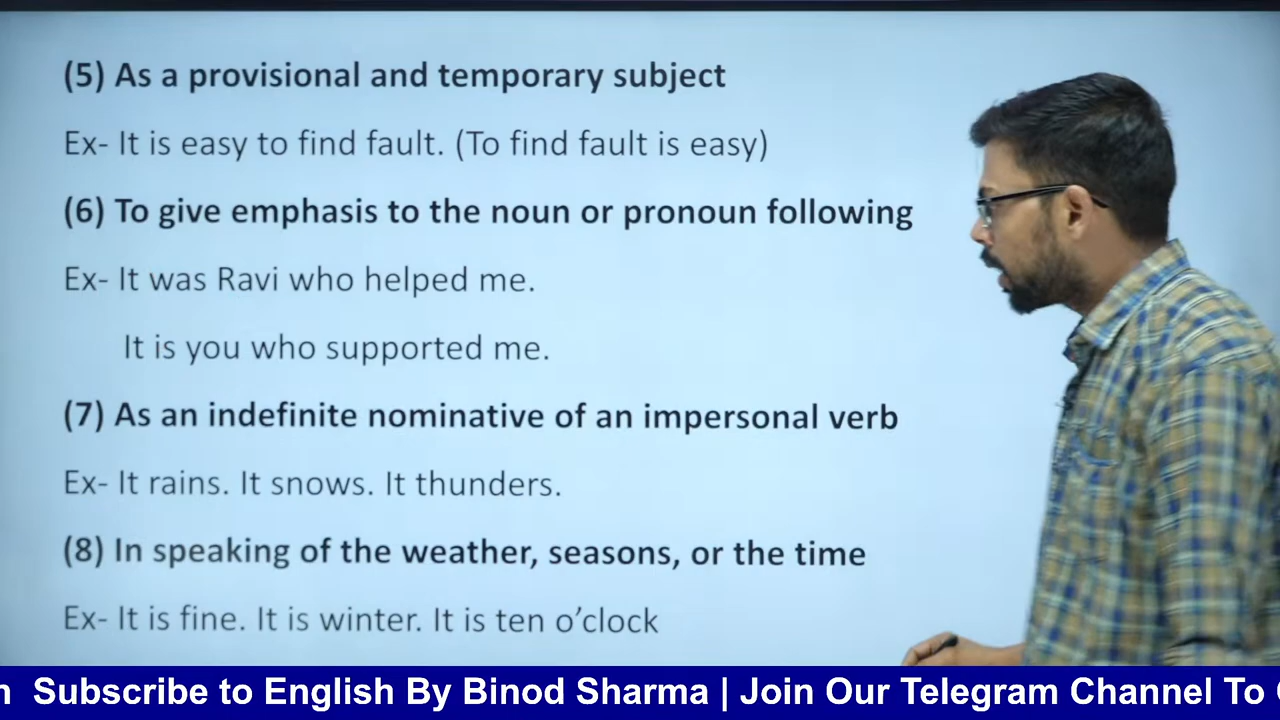 (5) As a provisional and temporary subject
Ex- It is easy to find fault. (To find fault is easy)
(6) To give emphasis to the noun or pronoun following
Ex- It was Ravi who helped me.
It is you who supported me.
(7) As an indefinite nominative of an impersonal verb
Ex- It rains. It snows. It thunders.
(8) In speaking of the weather, seasons, or the time
Ex- It is fine. It is winter. It is ten o’clock
Subscribe to English By Binod Sharma | Join Our Telegram Channel To